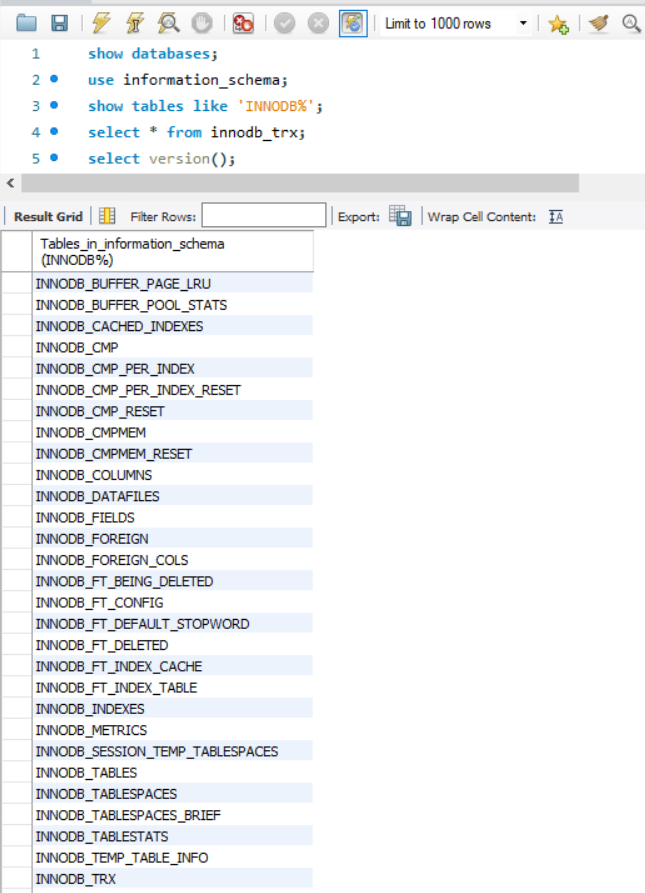 Limit to 1000 rows
1 show databases;
2 use information_schema;
3 show tables like 'INNODB%';
4 select * from innodb_trx;
5 select version();
Result Grid Filter Rows: Export: Wrap Cell Content: IA
Tables_in_information_schema
(INNODB%)
INNODB_BUFFER_PAGE_LRU
INNODB_BUFFER_POOL_STATS
INNODB_CACHED_INDEXES
INNODB_CMP
INNODB_CMP_PER_INDEX
INNODB_CMP_PER_INDEX_RESET
INNODB_CMP_RESET
INNODB_CMPMEM
INNODB_CMPMEM_RESET
INNODB_COLUMNS
INNODB_DATAFILES
INNODB_FIELDS
INNODB_FOREIGN
INNODB_FOREIGN_COLS
INNODB_FT_BEING_DELETED
INNODB_FT_CONFIG
INNODB_FT_DEFAULT_STOPWORD
INNODB_FT_DELETED
INNODB_FT_INDEX_CACHE
INNODB_FT_INDEX_TABLE
INNODB_INDEXES
INNODB_METRICS
INNODB_SESSION_TEMP_TABLESPACES
INNODB_TABLES
INNODB_TABLESPACES
INNODB_TABLESPACES_BRIEF
INNODB_TABLESTATS
INNODB_TEMP_TABLE_INFO
INNODB_TRX